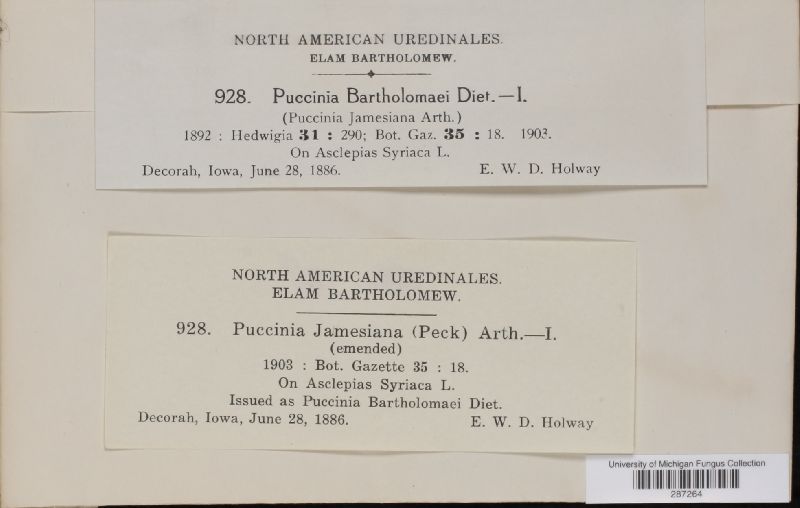 NORTH AMERICAN UREDINALES.
ELAM BARTHOLOMEW.
928. Puccinia Bartholomaei Diet.—I.
(Puccinia Jamesiana Arth.)
1892 : Hedwigia 31 : 290; Bot. Gaz. 35 : 18. 1903.
On Asclepias Syriaca L.
Decorah, Iowa, June 28, 1886. E. W. D. Holway
NORTH AMERICAN UREDINALES.
ELAM BARTHOLOMEW.
928. Puccinia Jamesiana (Peck) Arth.—I.
(emended)
1903 : Bot. Gazette 35 : 18.
On Asclepias Syriaca L.
Issued as Puccinia Bartholomaei Diet.
Decorah, Iowa, June 28, 1886. E. W. D. Holway
University of Michigan Fungus Collection
287264